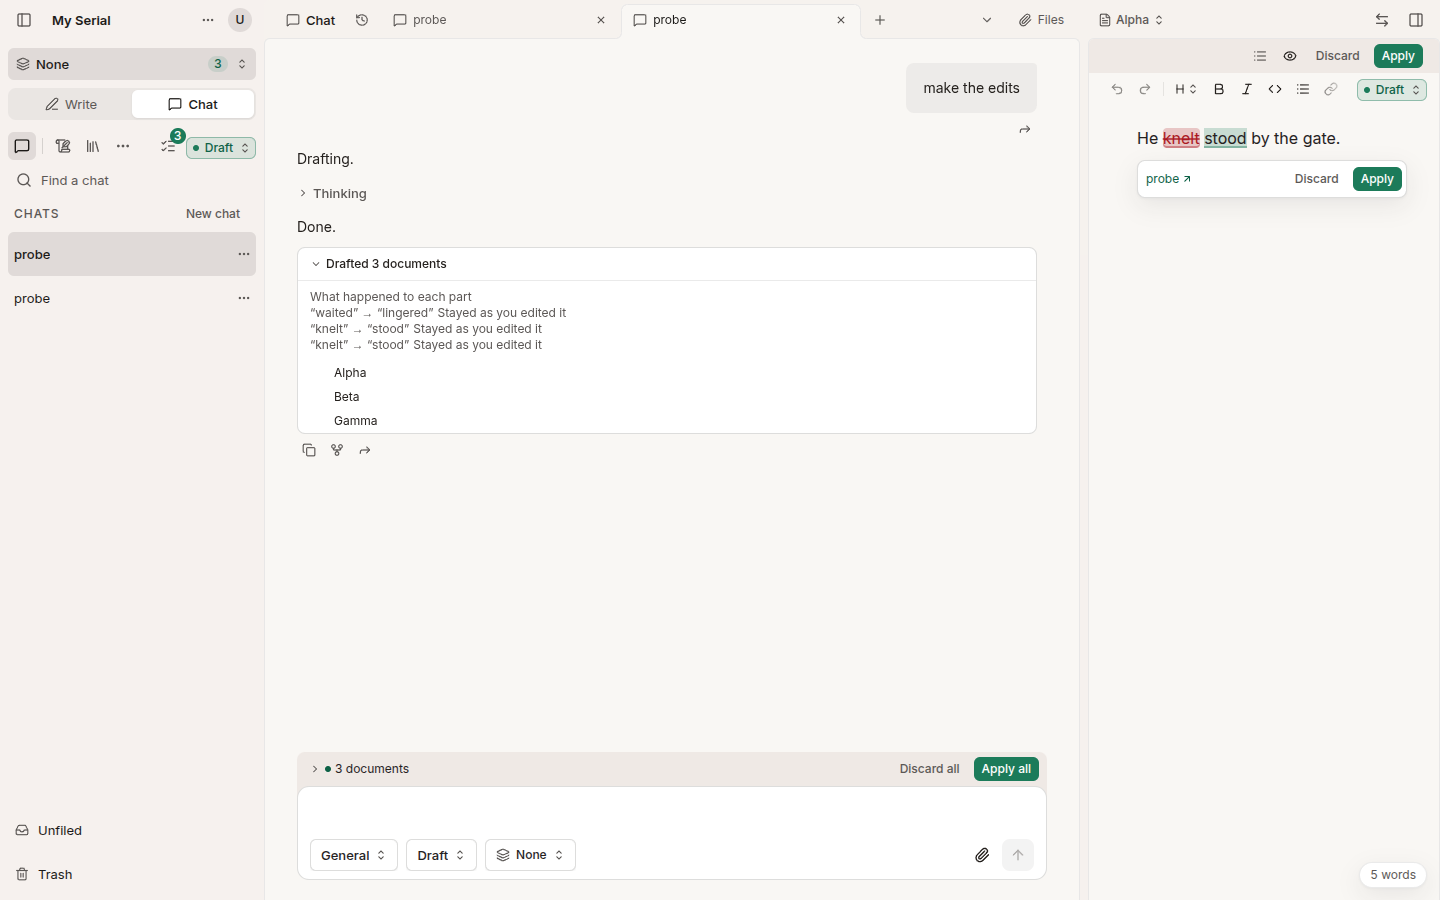 My Serial
U
None
3
Write
Chat
3
Draft
Find a chat
CHATS
New chat
probe
probe
Unfiled
Trash
Chat
probe
probe
Files
make the edits
Drafting.
Thinking
Done.
Drafted 3 documents
What happened to each part
“waited” → “lingered” Stayed as you edited it
“knelt” → “stood” Stayed as you edited it
“knelt” → “stood” Stayed as you edited it
Alpha
Beta
Gamma
3 documents
Discard all
Apply all
General
Draft
None
Alpha
Discard
Apply
H
B
I
Draft
He knelt stood by the gate.
probe
Discard
Apply
5 words